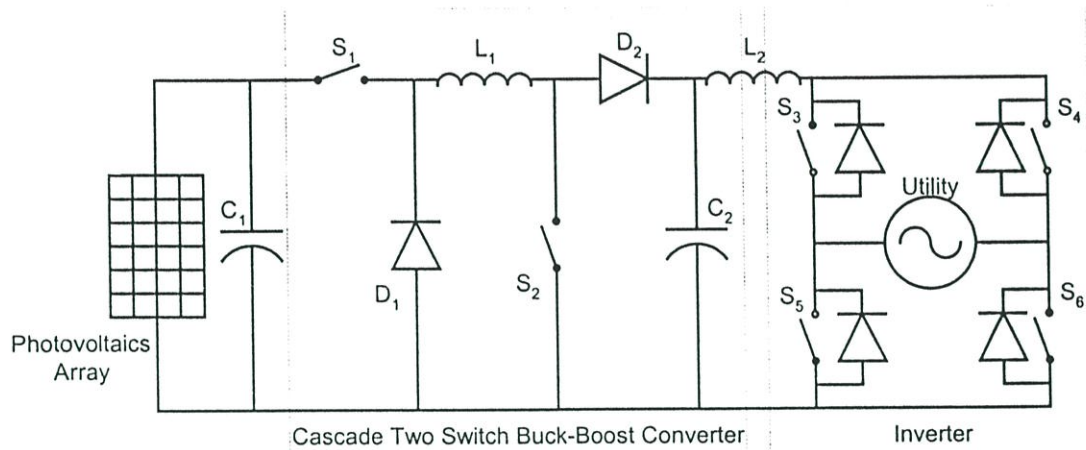 S₁
L₁
D₂
L₂
S₃
S₄
Utility
C₁
C₂
D₁
S₂
S₅
S₆
Photovoltaics
Array
Cascade Two Switch Buck-Boost Converter
Inverter